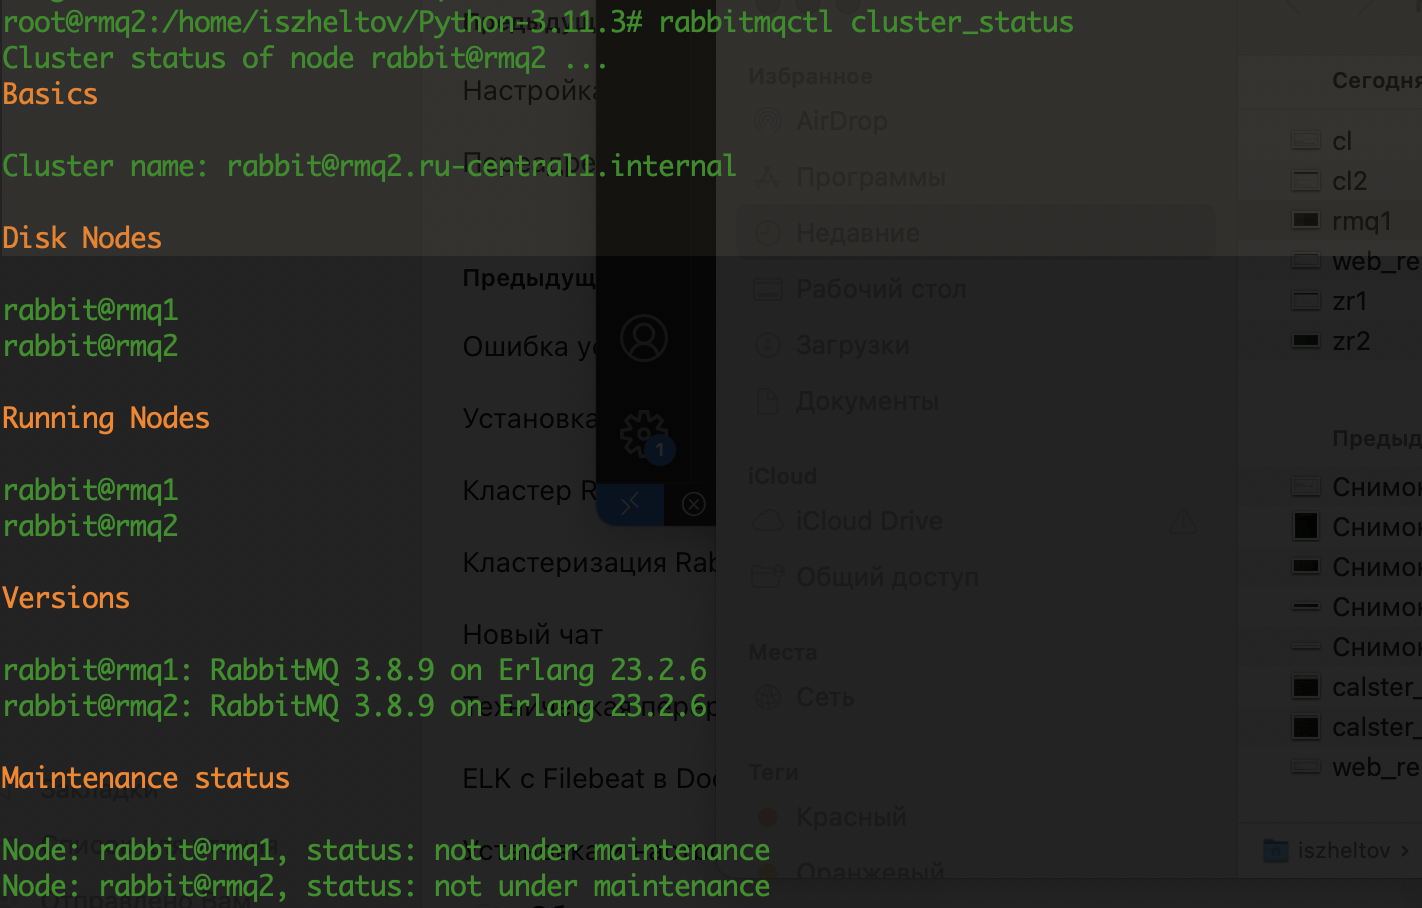 root@rmq2:/home/iszheltov/Python-3.11.3# rabbitmqctl cluster_status
Cluster status of node rabbit@rmq2 ...
Basics
Cluster name: rabbit@rmq2.ru-central1.internal
Disk Nodes
rabbit@rmq1
rabbit@rmq2
Running Nodes
rabbit@rmq1
rabbit@rmq2
Versions
rabbit@rmq1: RabbitMQ 3.8.9 on Erlang 23.2.6
rabbit@rmq2: RabbitMQ 3.8.9 on Erlang 23.2.6
Maintenance status
Node: rabbit@rmq1, status: not under maintenance
Node: rabbit@rmq2, status: not under maintenance
Закладки
Настройка
Предыдущ
Ошибка
Установка
Кластер R
Кластеризация Rab
Новый чат
ELK с Filebeat в Doc
1
Избранное
AirDrop
Программы
Недавние
Рабочий стол
Загрузки
Документы
iCloud
iCloud Drive
Общий доступ
Места
Сеть
Теги
Красный
Оранжевый
Сегодня
cl
cl2
rmq1
web_re
zr1
zr2
Предыд
Снимок
Снимок
Снимок
Снимок
Снимок
calster_
calster_
web_re
iszheltov